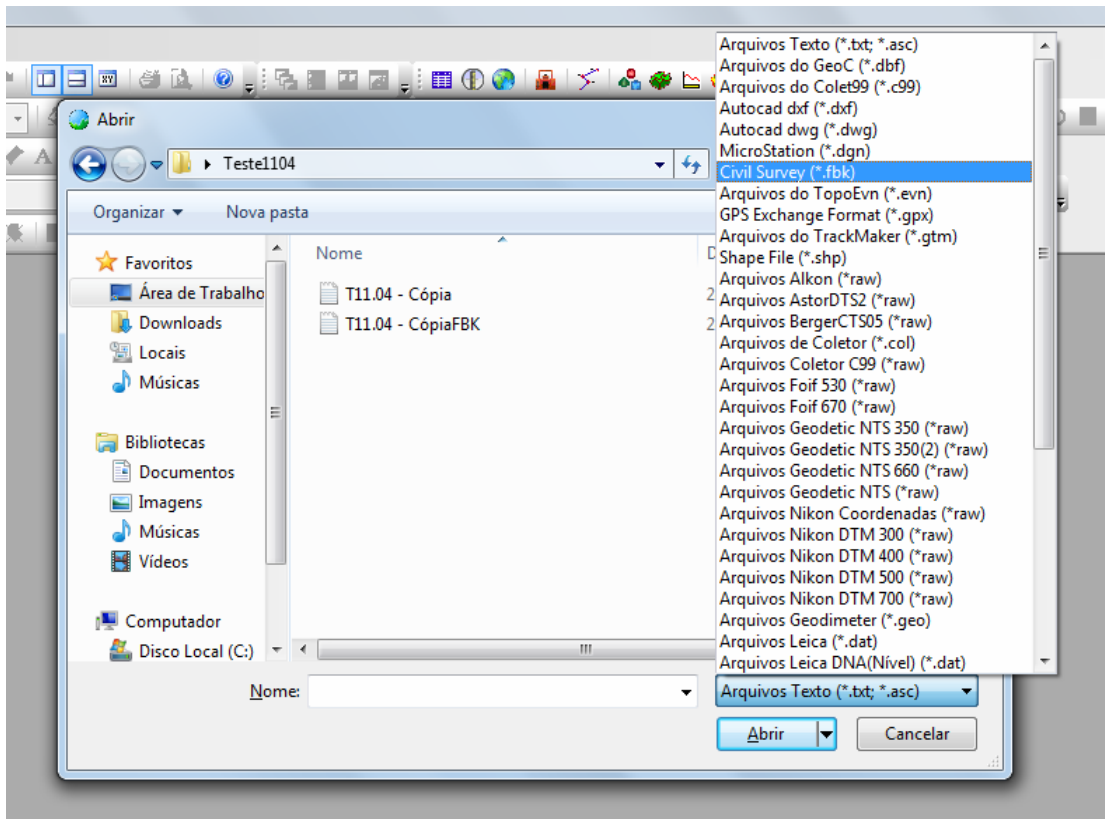 XY
Abrir
Teste1104
Organizar
Nova pasta
Favoritos
Área de Trabalho
Downloads
Locais
Músicas
Bibliotecas
Documentos
Imagens
Músicas
Vídeos
Computador
Disco Local (C:)
Nome
D
T11.04 - Cópia
2
T11.04 - CópiaFBK
2
Arquivos Texto (*.txt; *.asc)
Arquivos do GeoC (*.dbf)
Arquivos do Colet99 (*.c99)
Autocad dxf (*.dxf)
Autocad dwg (*.dwg)
MicroStation (*.dgn)
Civil Survey (*.fbk)
Arquivos do TopoEvn (*.evn)
GPS Exchange Format (*.gpx)
Arquivos do TrackMaker (*.gtm)
Shape File (*.shp)
Arquivos Alkon (*raw)
Arquivos AstorDTS2 (*raw)
Arquivos BergerCTS05 (*raw)
Arquivos de Coletor (*.col)
Arquivos Coletor C99 (*raw)
Arquivos Foif 530 (*raw)
Arquivos Foif 670 (*raw)
Arquivos Geodetic NTS 350 (*raw)
Arquivos Geodetic NTS 350(2) (*raw)
Arquivos Geodetic NTS 660 (*raw)
Arquivos Geodetic NTS (*raw)
Arquivos Nikon Coordenadas (*raw)
Arquivos Nikon DTM 300 (*raw)
Arquivos Nikon DTM 400 (*raw)
Arquivos Nikon DTM 500 (*raw)
Arquivos Nikon DTM 700 (*raw)
Arquivos Geodimeter (*.geo)
Arquivos Leica (*.dat)
Arquivos Leica DNA(Nível) (*.dat)
Nome:
Arquivos Texto (*.txt; *.asc)
Abrir
Cancelar